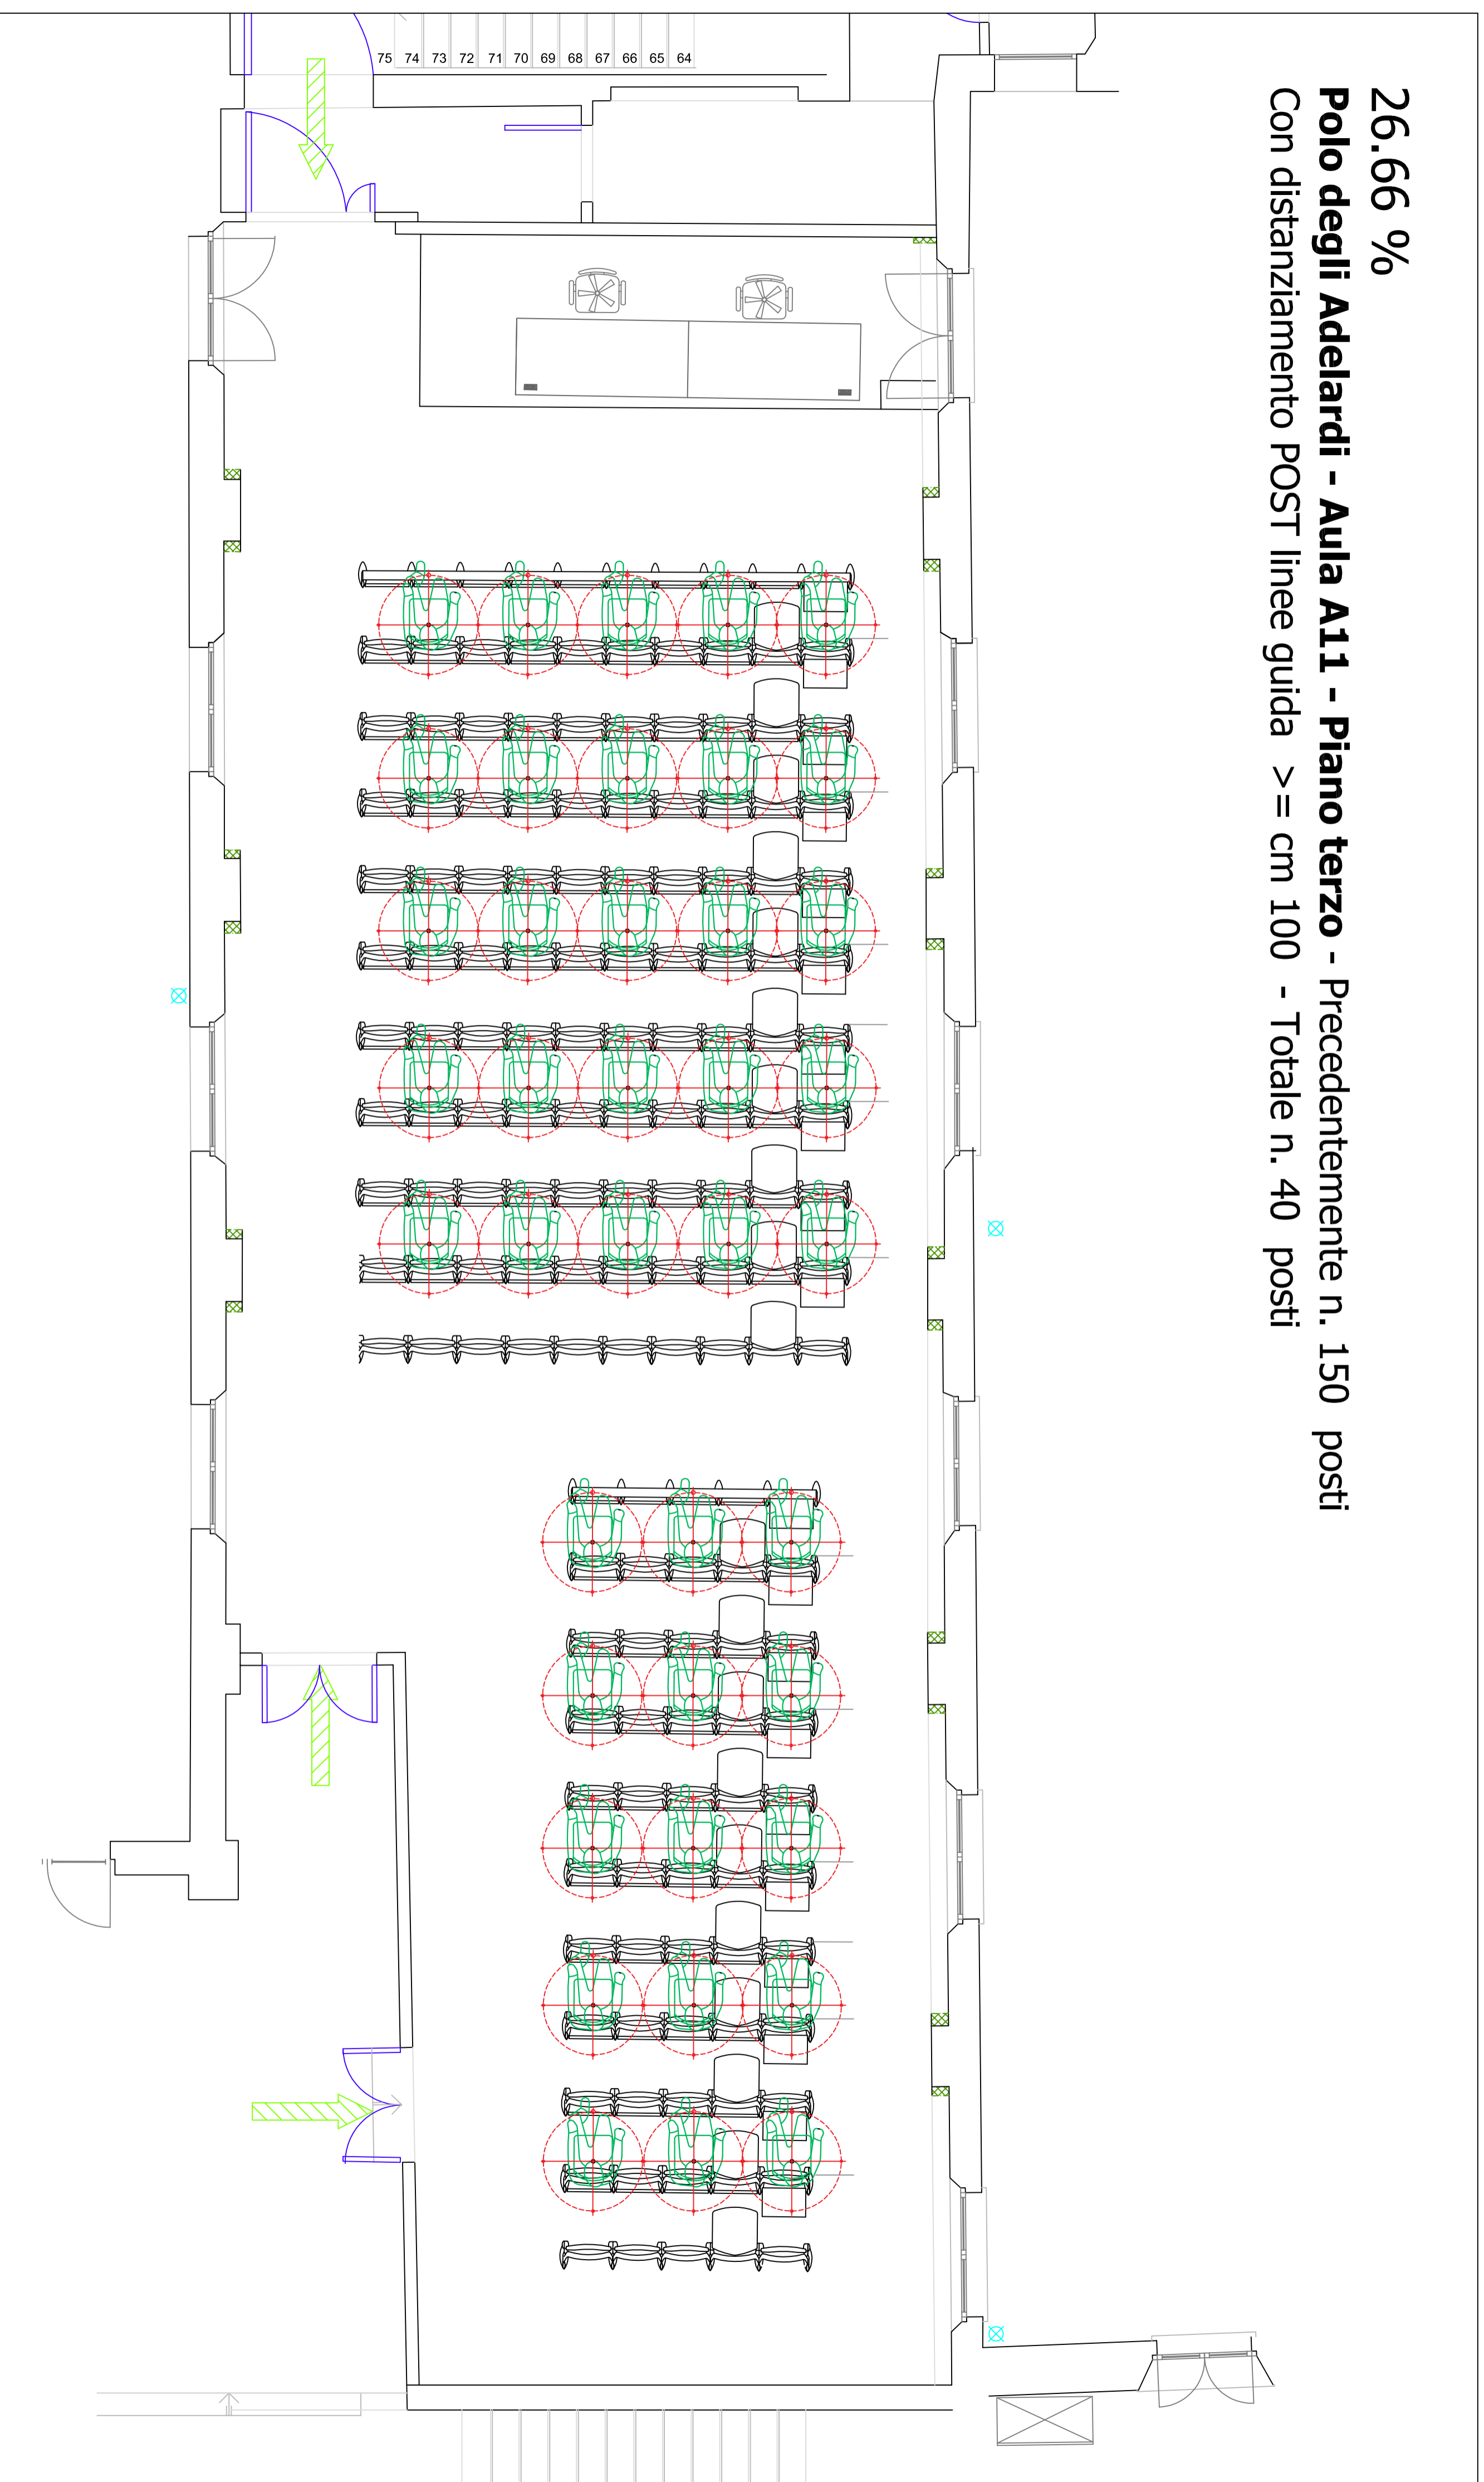 26.66 %
Polo degli Adelardi - Aula A11 - Piano terzo - Precedentemente n. 150 posti
Con distanziamento POST linee guida >= cm 100 - Totale n. 40 posti
75 74 73 72 71 70 69 68 67 66 65 64